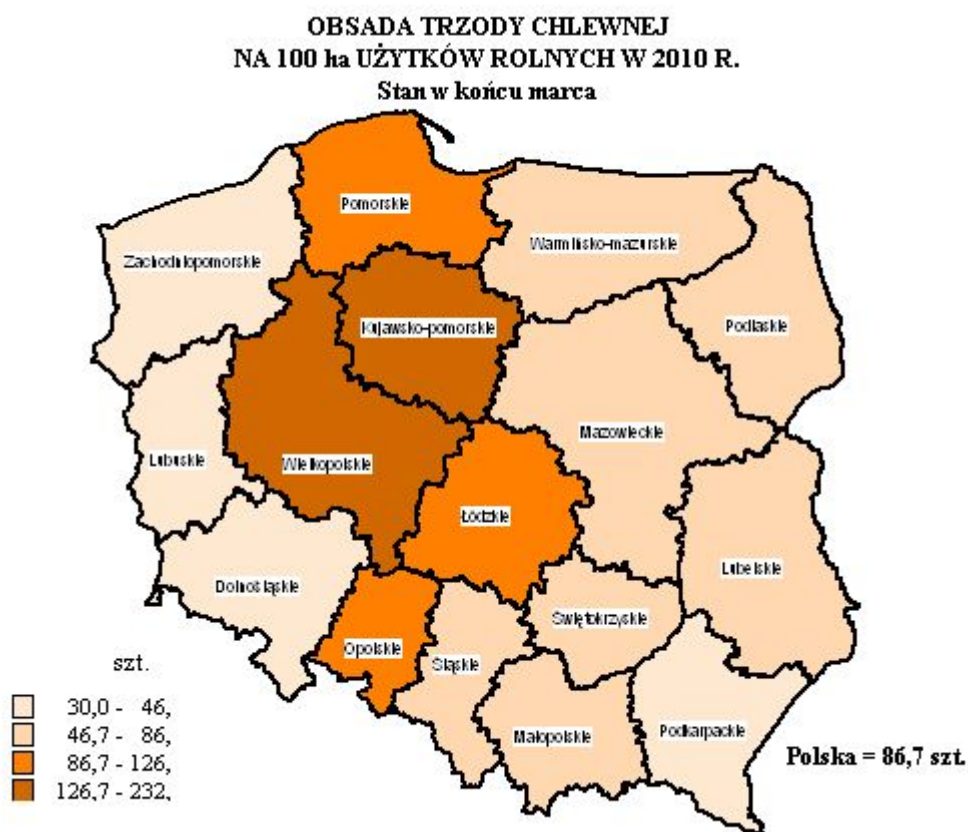 OBSADA TRZODY CHLEWNEJ
NA 100 ha UŻYTKÓW ROLNYCH W 2010 R.
Stan w końcu marca
Pomorskie
Warmińsko-mazurskie
Zachodniopomorskie
Kujawsko-pomorskie
Podlaskie
Mazowieckie
Lubuskie
Wielkopolskie
Łódzkie
Lubelskie
Dolnośląskie
Świętokrzyskie
Opolskie
Śląskie
Podkarpackie
Małopolskie
szt.
30,0 - 46,
46,7 - 86,
86,7 - 126,
126,7 - 232,
Polska = 86,7 szt.